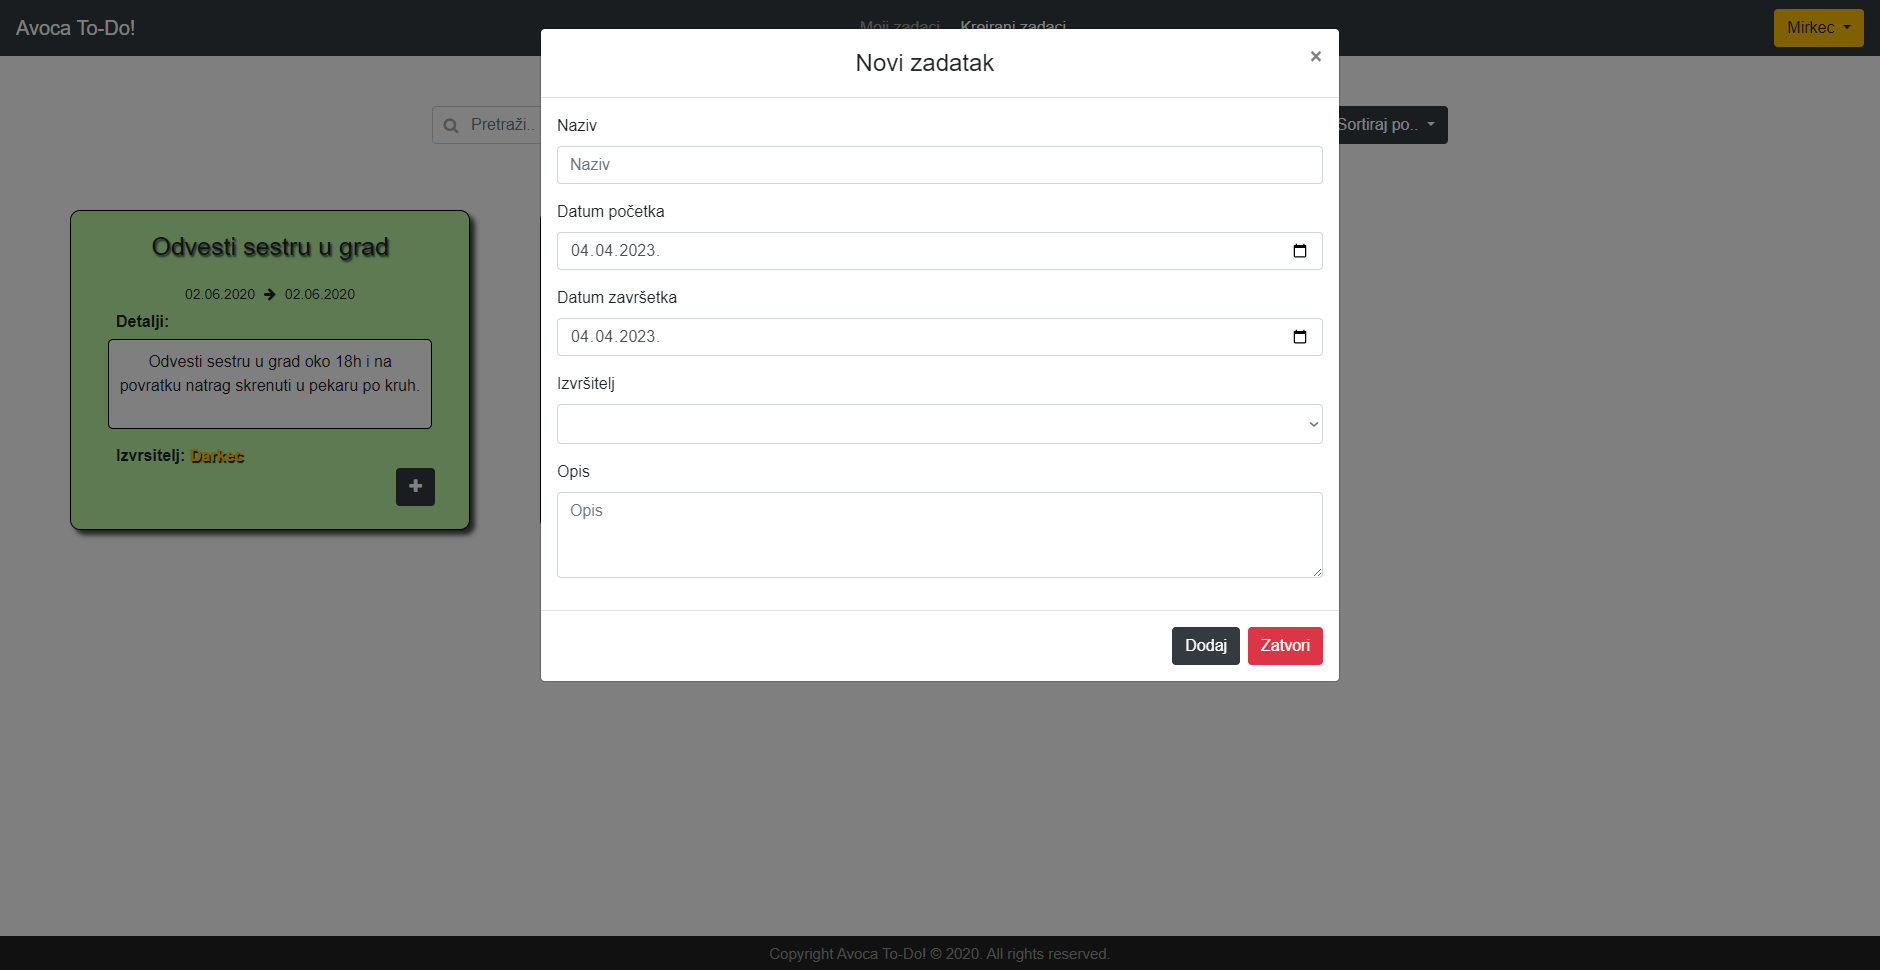 Avoca To-Do!
Moji zadaci Kreirani zadaci
Mirkec
Novi zadatak
×
Pretraži..
Sortiraj po..
Naziv
Naziv
Datum početka
04.04.2023.
Datum završetka
04.04.2023.
Izvršitelj
Opis
Opis
Dodaj Zatvori
Odvesti sestru u grad
02.06.2020 → 02.06.2020
Detalji:
Odvesti sestru u grad oko 18h i na
povratku natrag skrenuti u pekaru po kruh.
Izvrsitelj: Darkec
Copyright Avoca To-Do! © 2020. All rights reserved.